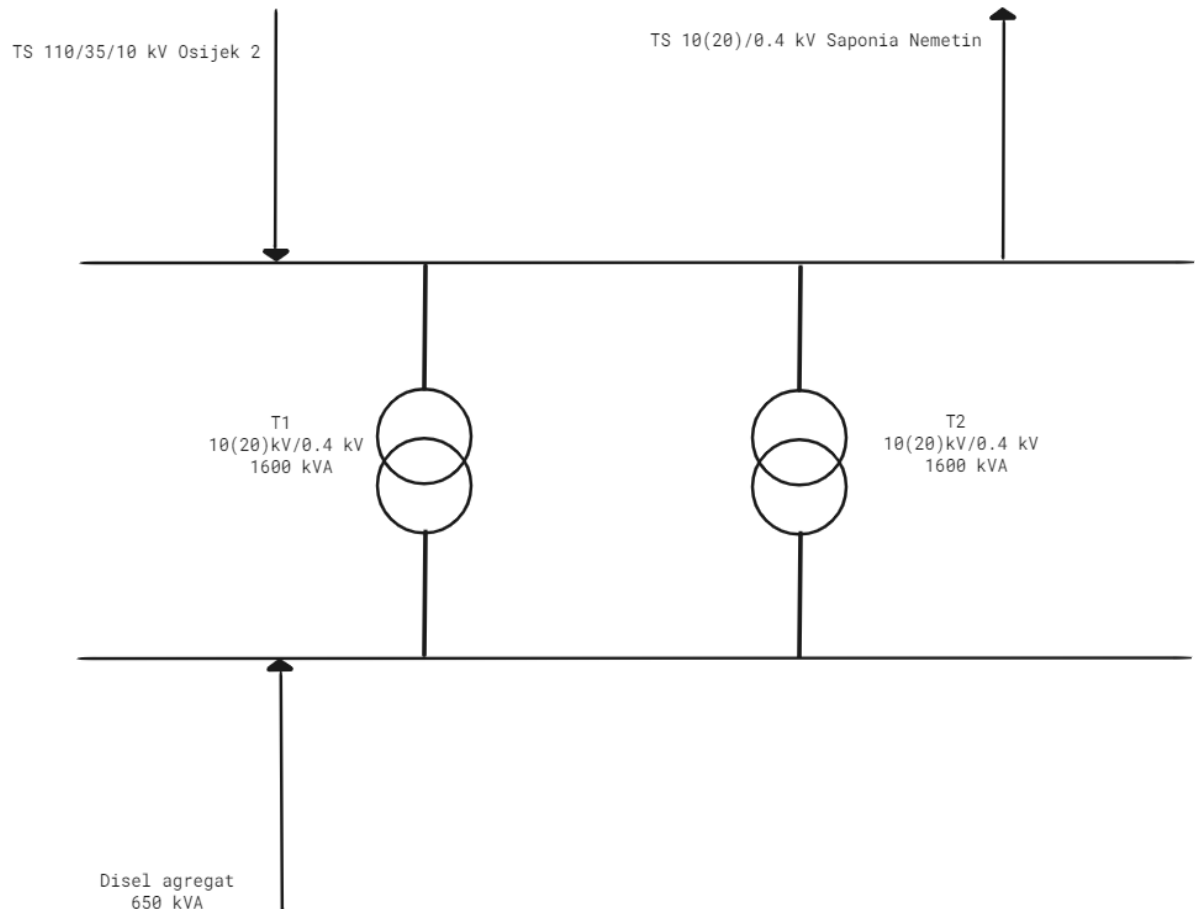 TS 110/35/10 kV Osijek 2
TS 10(20)/0.4 kV Saponia Nemetin
T1
10(20)kV/0.4 kV
1600 kVA
T2
10(20)kV/0.4 kV
1600 kVA
Disel agregat
650 kVA